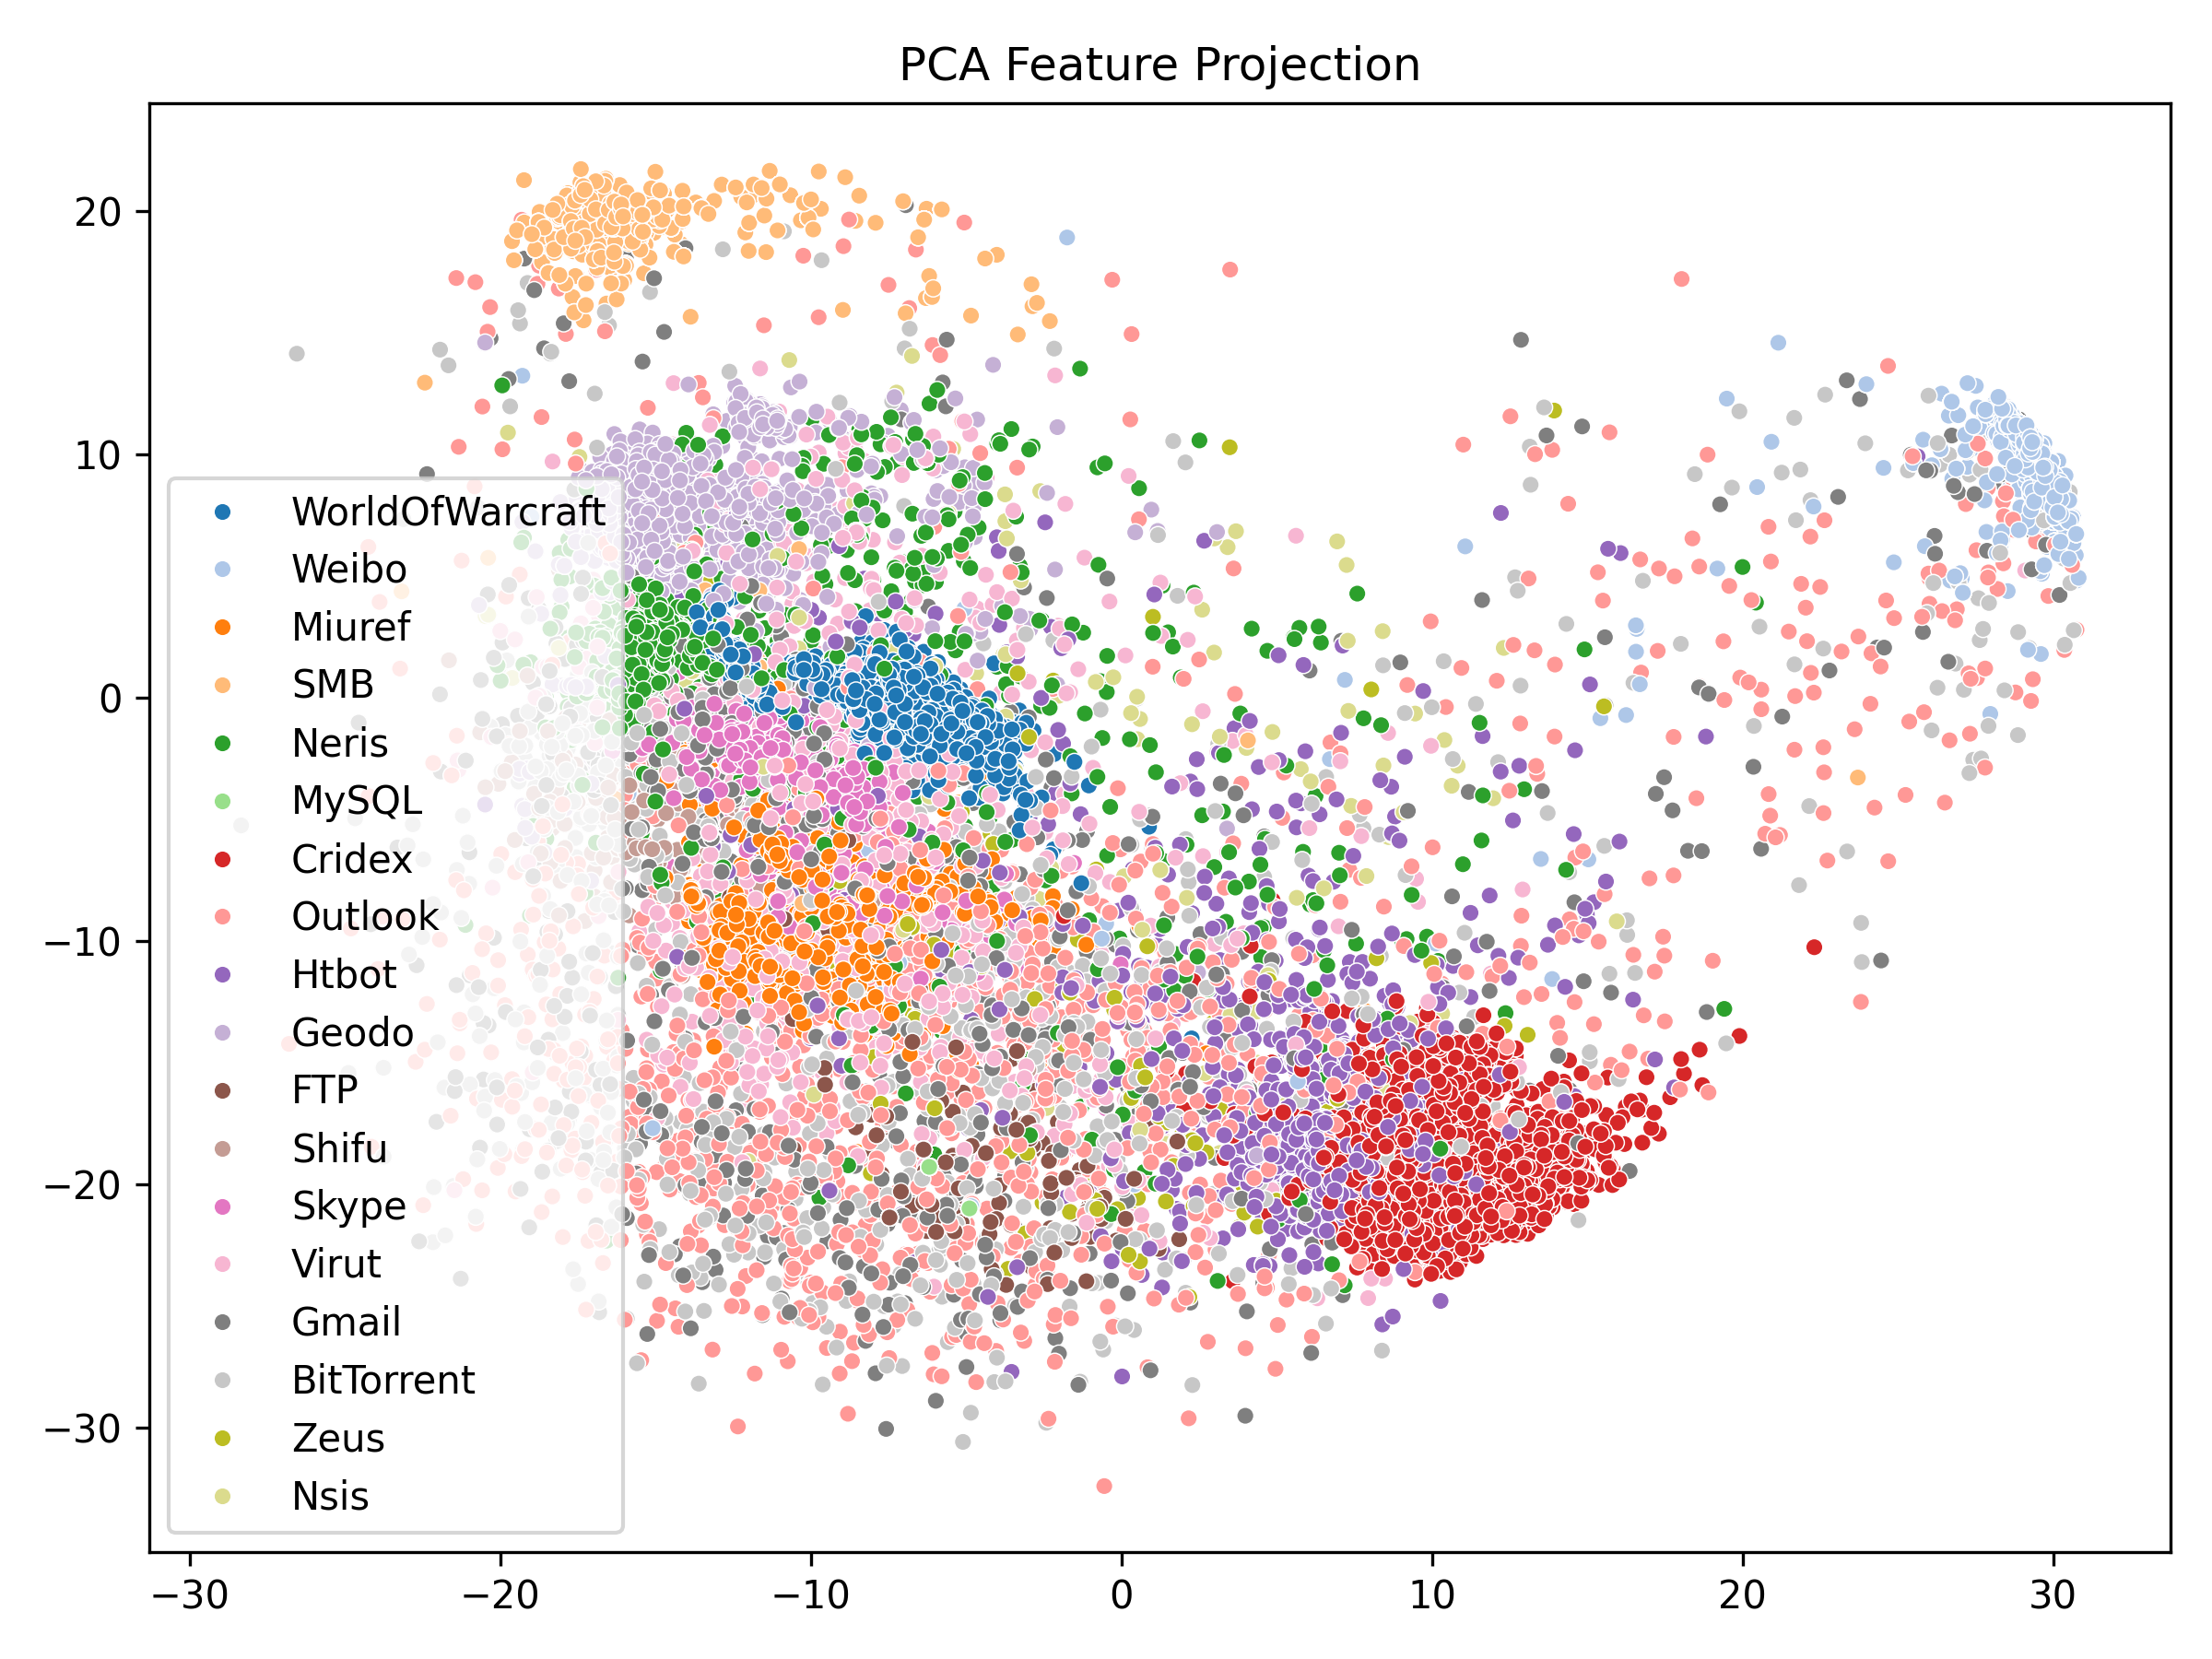 PCA Feature Projection
20
10
0
−10
−20
−30
WorldOfWarcraft
Weibo
Miuref
SMB
Neris
MySQL
Cridex
Outlook
Htbot
Geodo
FTP
Shifu
Skype
Virut
Gmail
BitTorrent
Zeus
Nsis
−30 −20 −10 0 10 20 30